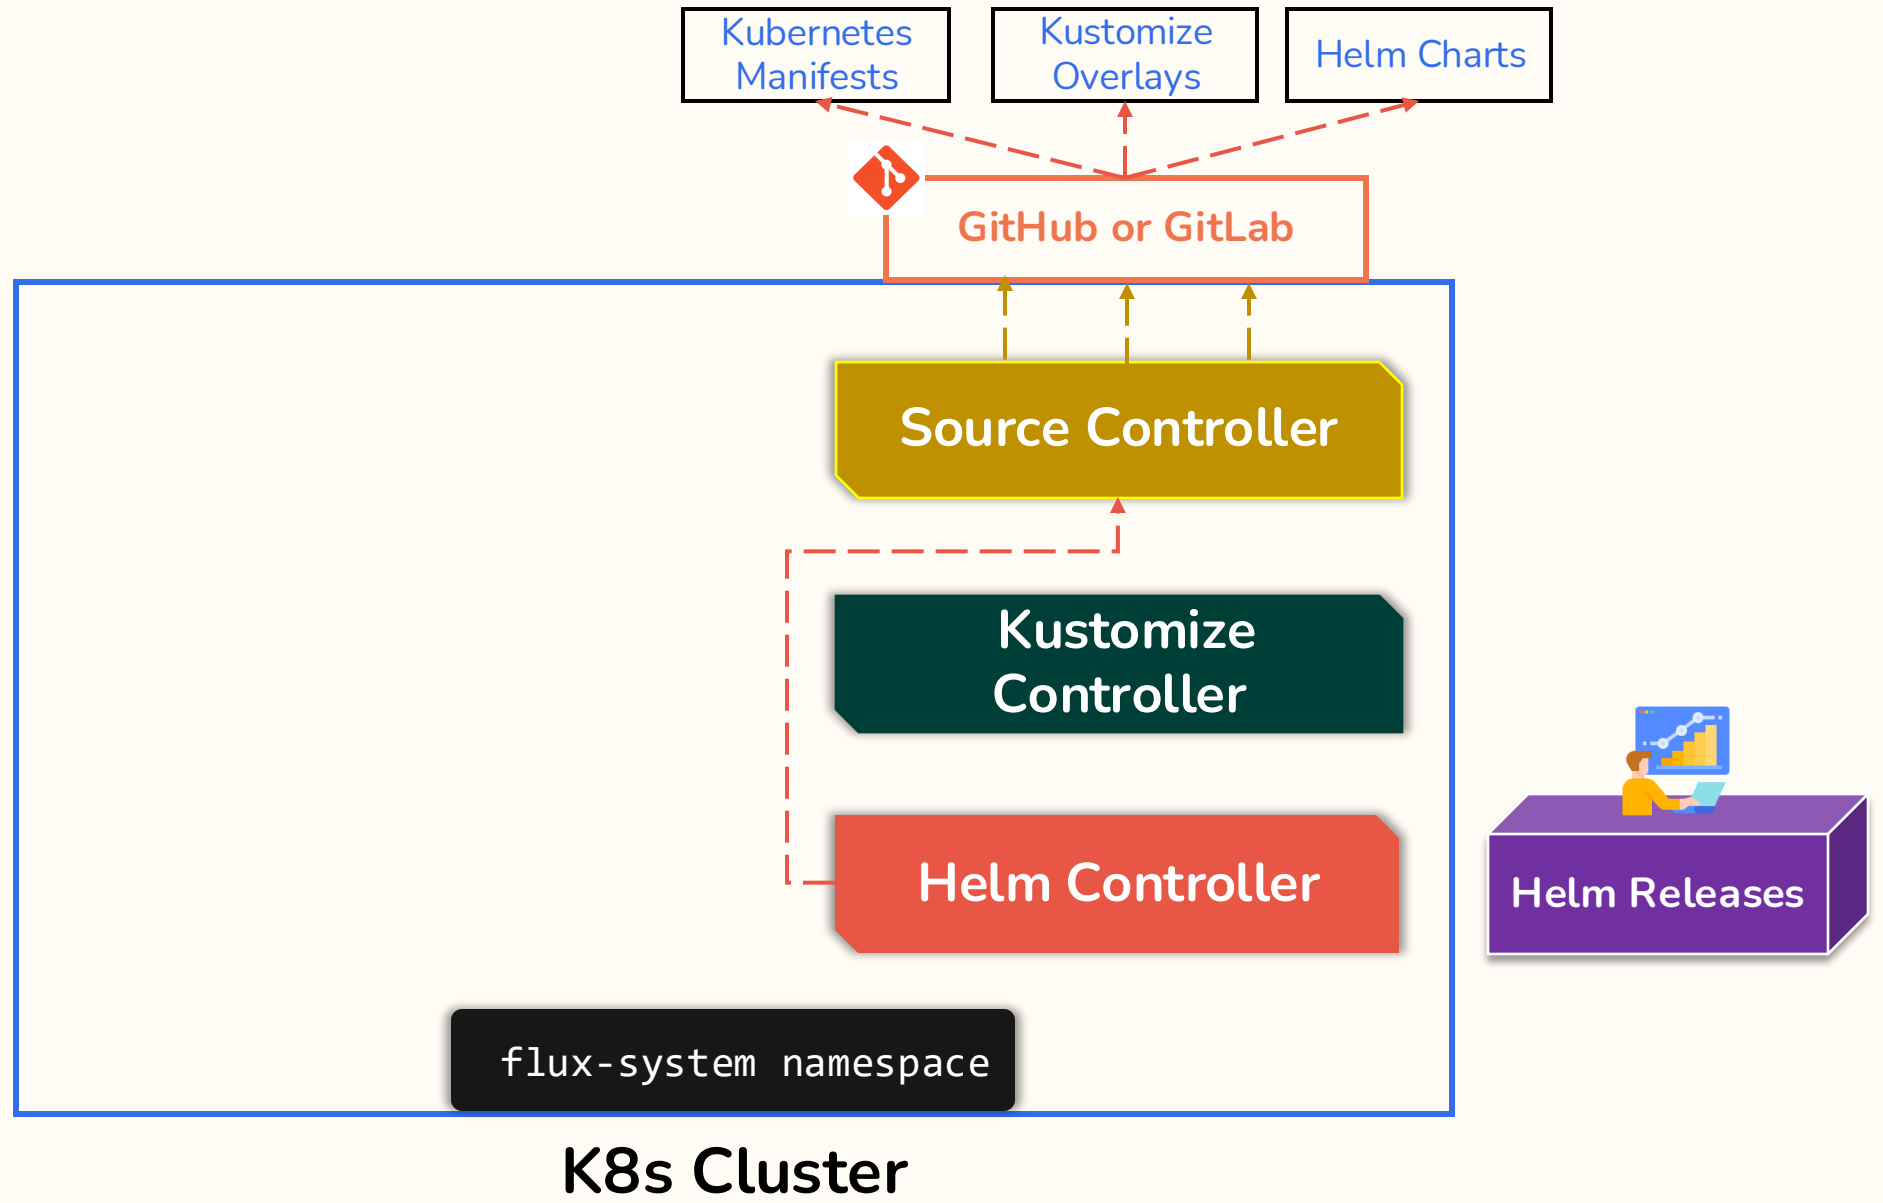 Kubernetes
Manifests
Kustomize
Overlays
Helm Charts
GitHub or GitLab
Source Controller
Kustomize
Controller
Helm Controller
Helm Releases
flux-system namespace
K8s Cluster